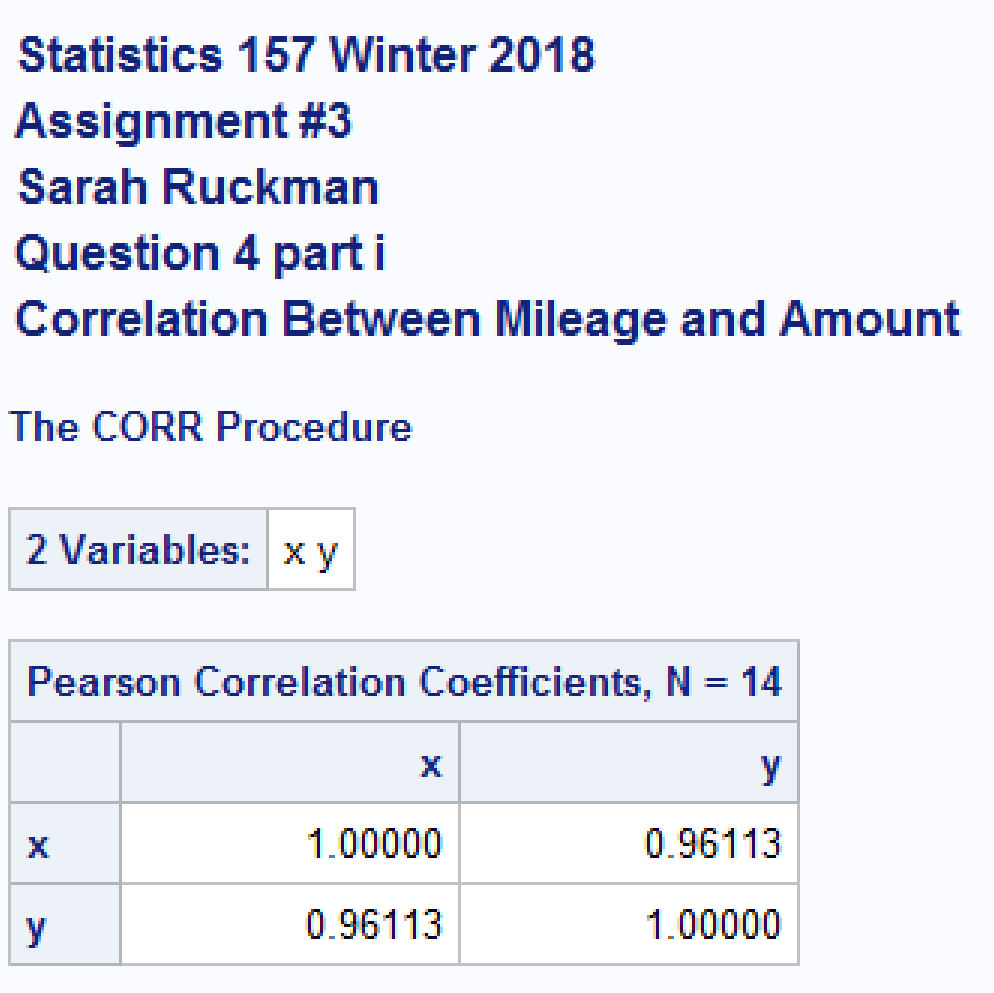 Statistics 157 Winter 2018
Assignment #3
Sarah Ruckman
Question 4 part i
Correlation Between Mileage and Amount
The CORR Procedure
2 Variables: x y
Pearson Correlation Coefficients, N = 14
x y
x 1.00000 0.96113
y 0.96113 1.00000